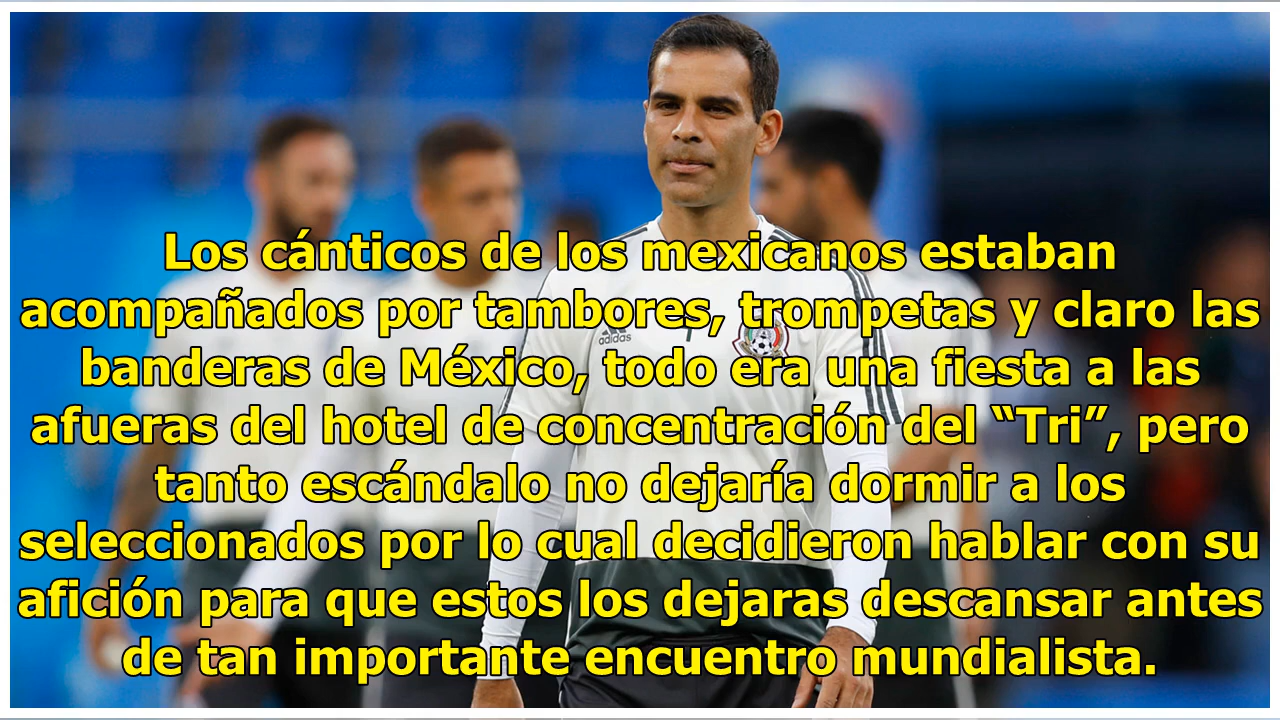 Los cánticos de los mexicanos estaban
acompañados por tambores, trompetas y claro las
banderas de México, todo era una fiesta a las
afueras del hotel de concentración del “Tri”, pero
tanto escándalo no dejaría dormir a los
seleccionados por lo cual decidieron hablar con su
afición para que estos los dejaras descansar antes
de tan importante encuentro mundialista.
adidas